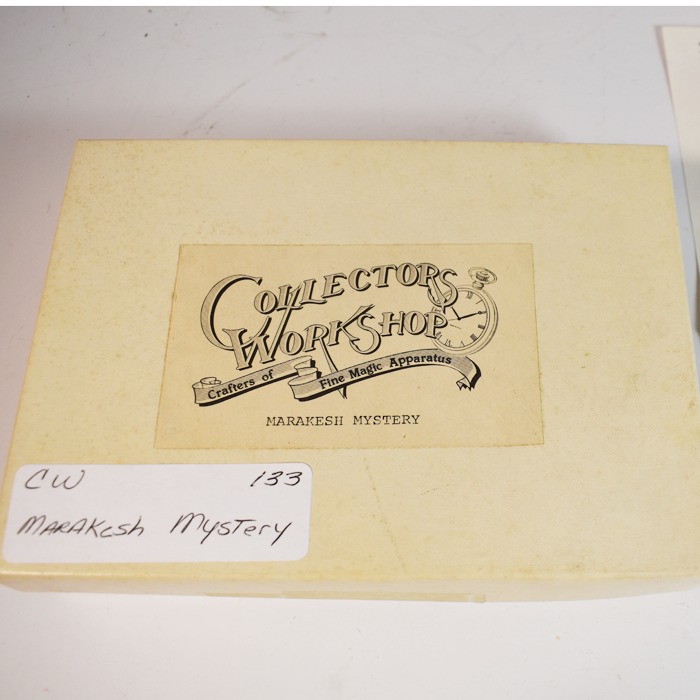 COLLECTORS
WORKSHOP
Crafters of Fine Magic Apparatus
MARAKESH MYSTERY
CW 133
MARAKesh MysTery